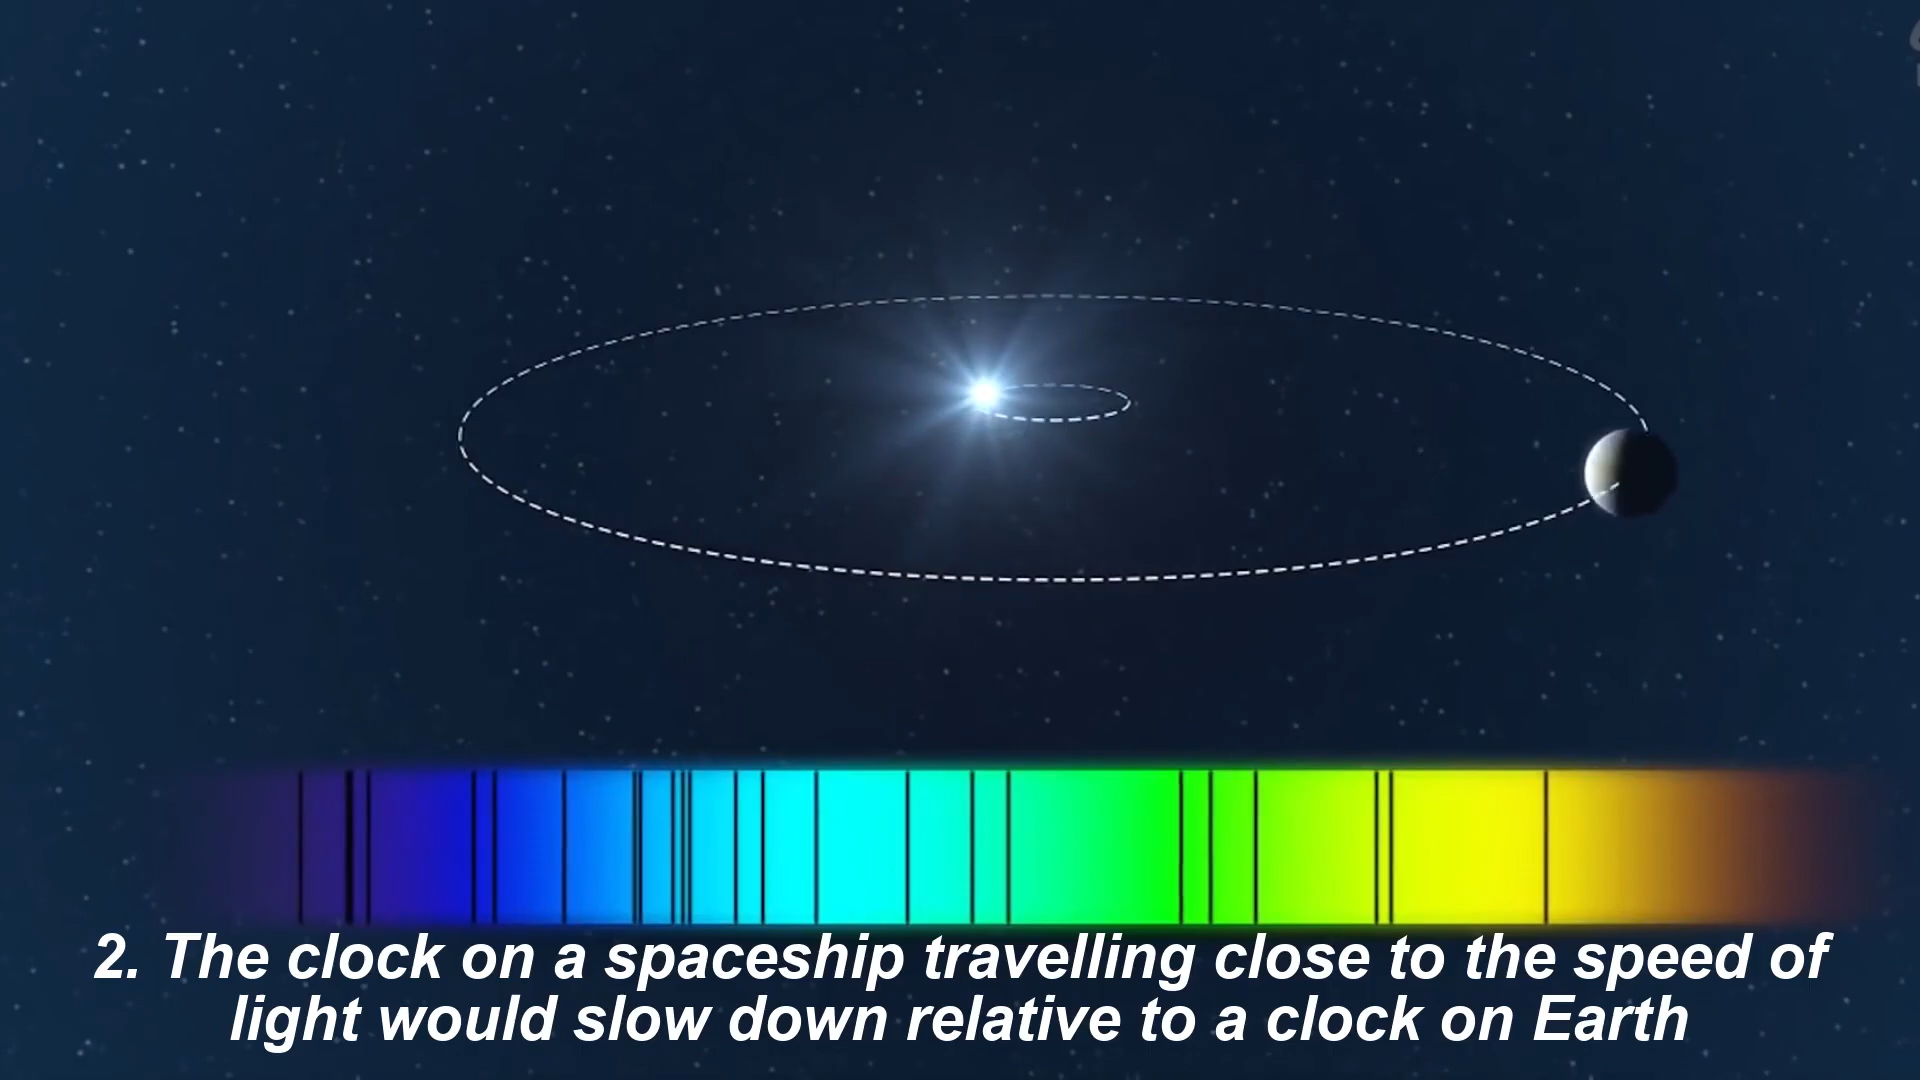 2. The clock on a spaceship travelling close to the speed of
light would slow down relative to a clock on Earth